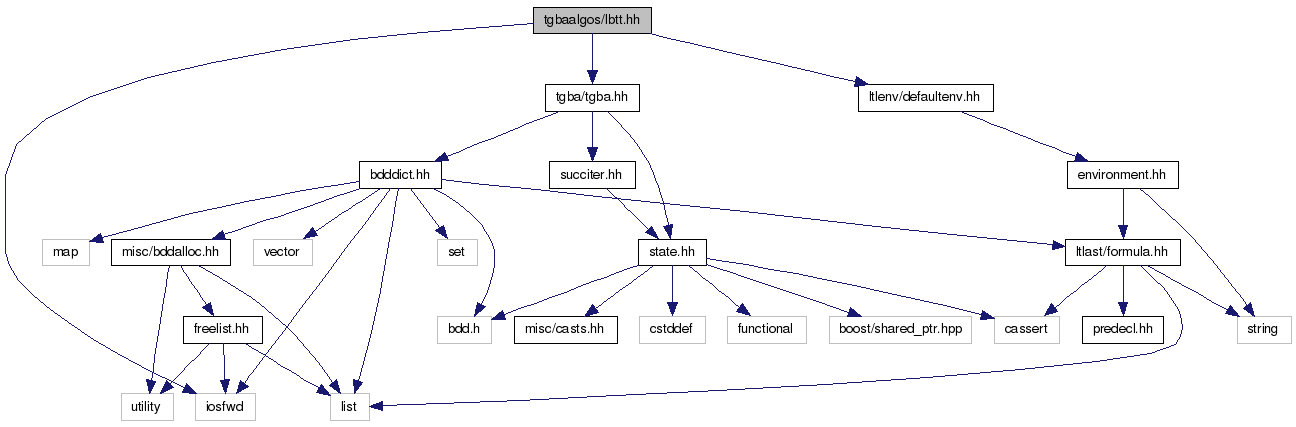 tgbaalgos/lbtt.hh
tgba/tgba.hh
ltlenv/defaultenv.hh
bdddict.hh
succiter.hh
environment.hh
map
misc/bddalloc.hh
vector
set
state.hh
ltlast/formula.hh
freelist.hh
bdd.h
misc/casts.hh
cstddef
functional
boost/shared_ptr.hpp
cassert
predecl.hh
string
utility
iosfwd
list